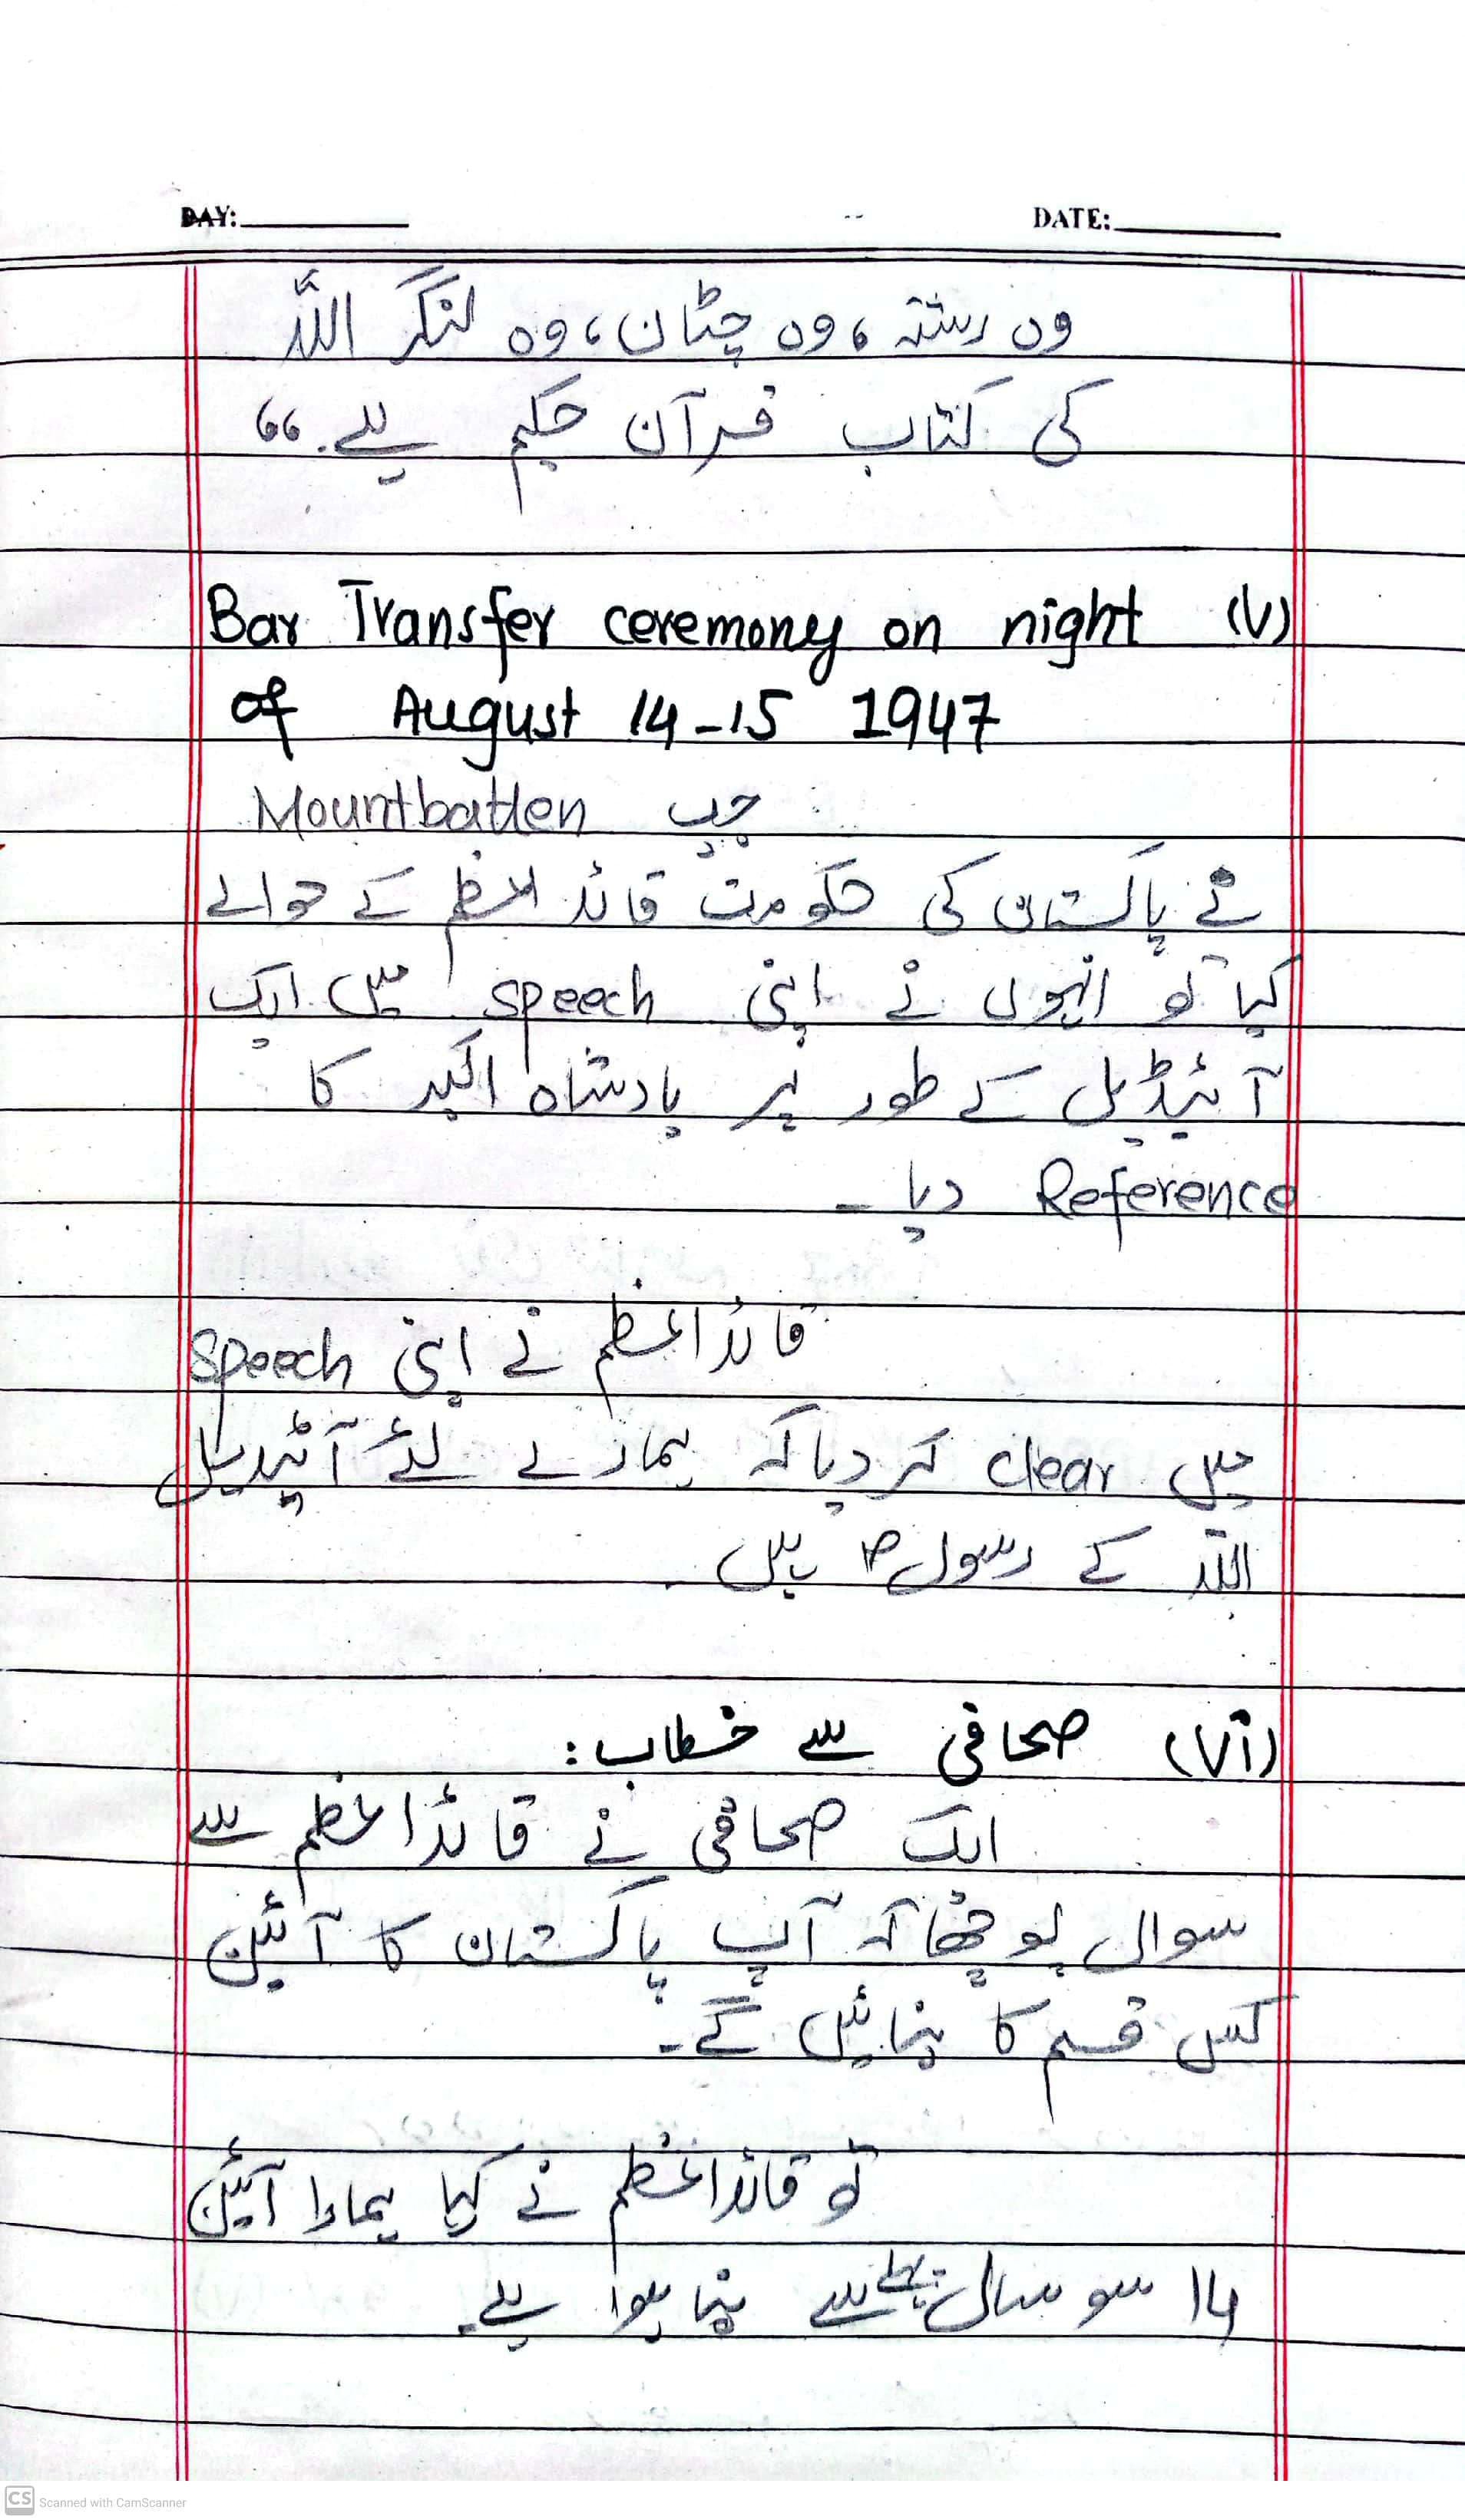 DAY: DATE:
وہ رشتہ، وہ چٹان، وہ لنگر اللہ
کی کتاب قرآن حکیم ہے.“
(V) Bar Transfer ceremony on night
of August 14-15 1947
جب Mountbatten
نے پاکستان کی حکومت قائد اعظم کے حوالے
کیا تو انہوں نے اپنی speech میں ایک
آئیڈیل کے طور پر بادشاہ اکبر کا
Reference دیا۔
قائداعظم نے اپنی speech
میں clear کر دیا کہ ہمارے لئے آئیڈیل
اللہ کے رسولؐ ہیں۔
(Vi) صحافی سے خطاب:
ایک صحافی نے قائداعظم سے
سوال پوچھا کہ آپ پاکستان کا آئین
کس قسم کا بنائیں گے۔
تو قائداعظم نے کہا ہمارا آئین
14 سو سال پہلے سے بنا ہوا ہے۔
CS Scanned with CamScanner